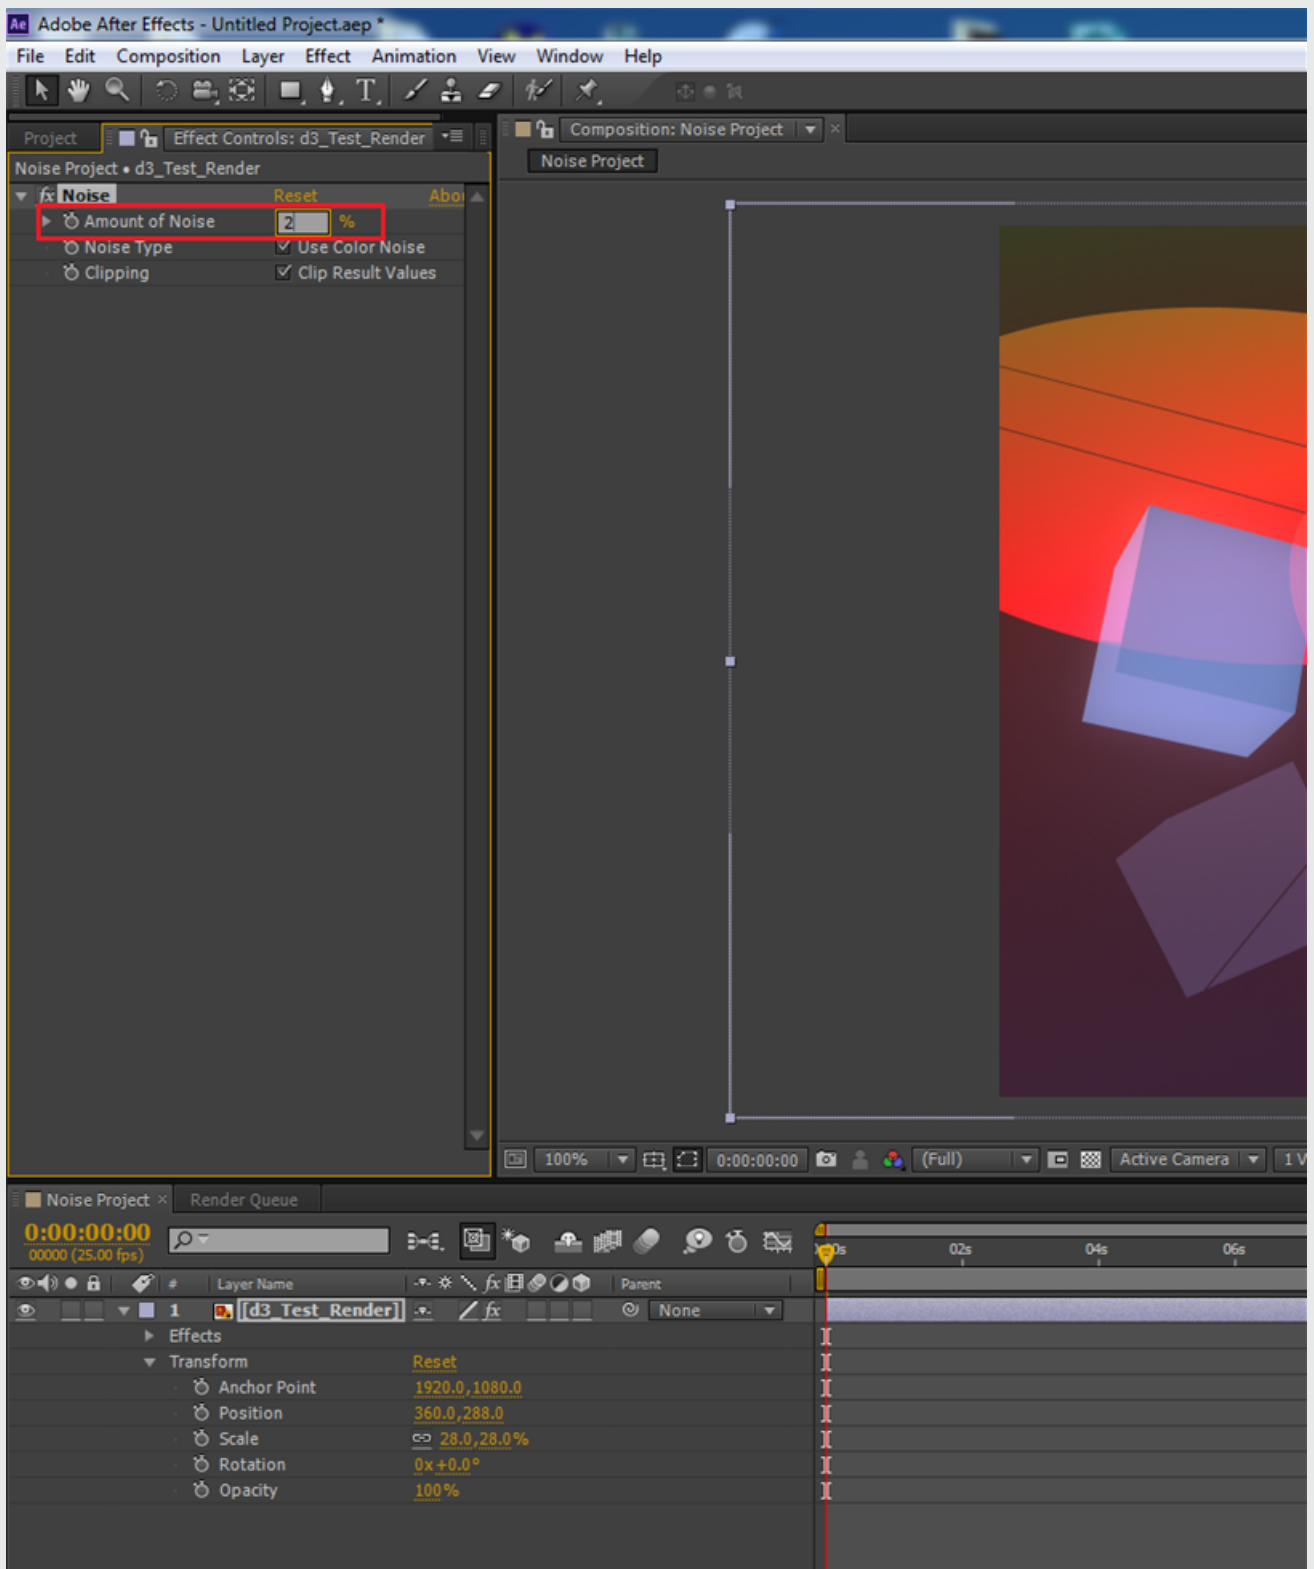 Ae Adobe After Effects - Untitled Project.aep *
File Edit Composition Layer Effect Animation View Window Help
Project Effect Controls: d3_Test_Render
Composition: Noise Project
Noise Project • d3_Test_Render
Noise Project
fx Noise Reset Abo
Amount of Noise 2 %
Noise Type Use Color Noise
Clipping Clip Result Values
100% 0:00:00:00 (Full) Active Camera 1 V
Noise Project × Render Queue
0:00:00:00
00000 (25.00 fps)
02s 04s 06s
# Layer Name Parent
1 [d3_Test_Render] fx None
Effects
Transform Reset
Anchor Point 1920.0,1080.0
Position 360.0,288.0
Scale 28.0,28.0%
Rotation 0x+0.0°
Opacity 100%